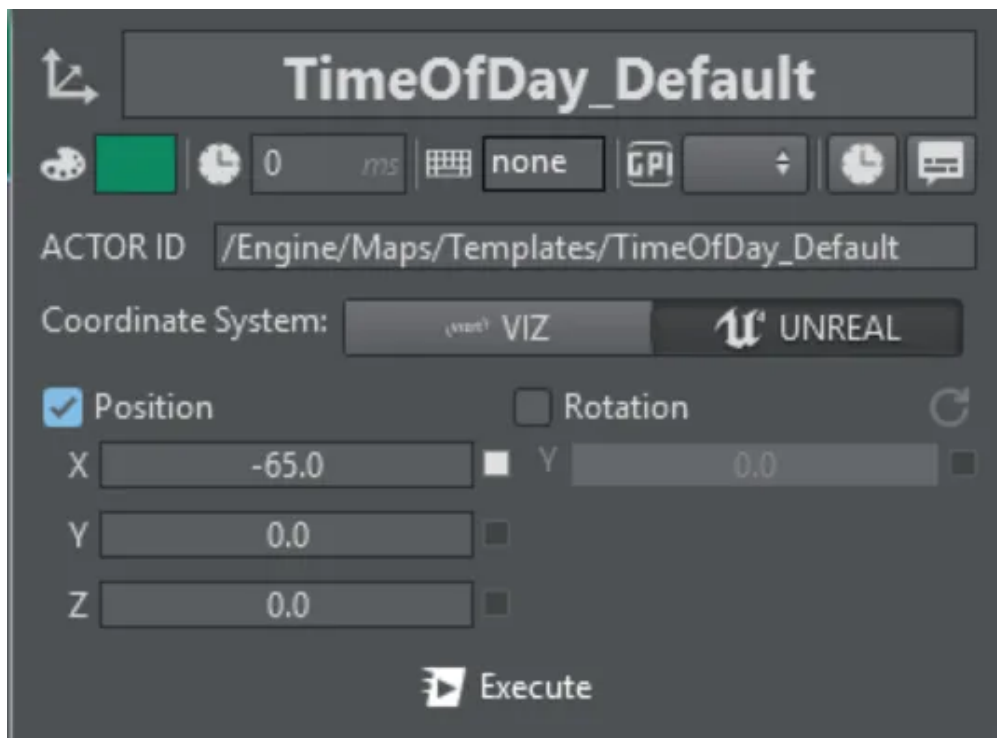 TimeOfDay_Default
0 ms none GPI
ACTOR ID /Engine/Maps/Templates/TimeOfDay_Default
Coordinate System: VIZ UNREAL
Position Rotation
X -65.0 Y 0.0
Y 0.0
Z 0.0
Execute